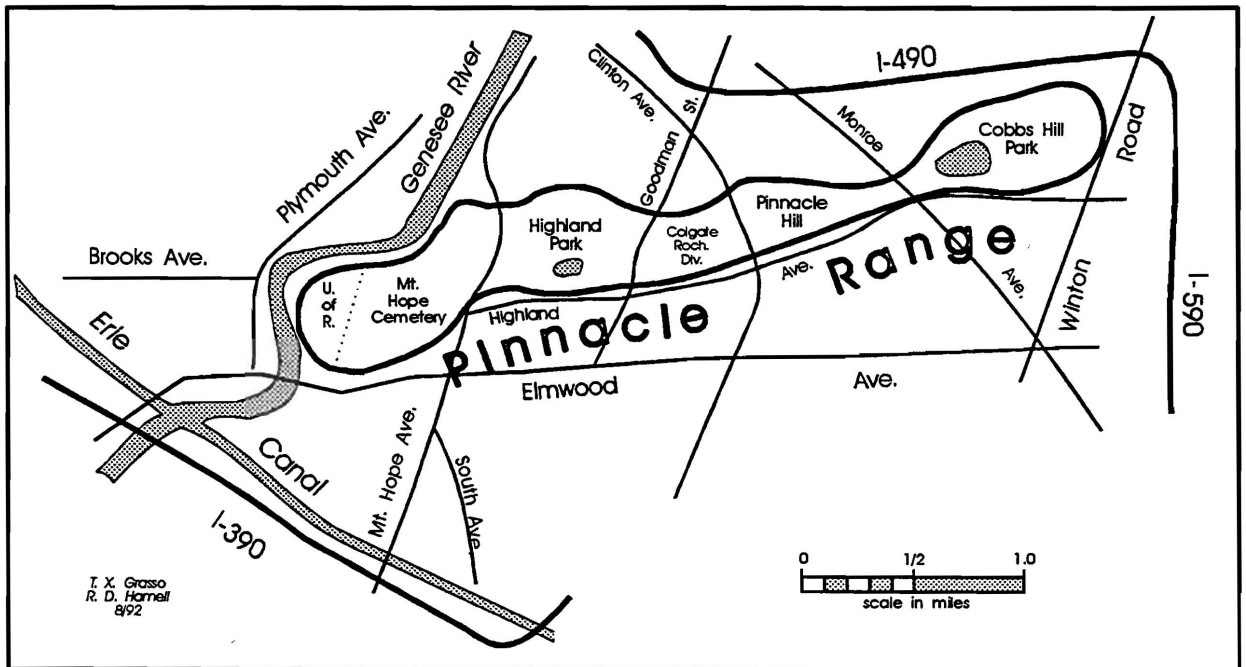 I-490
Genesee River
Plymouth Ave.
Clinton Ave.
Goodman St.
Monroe
Ave.
Cobbs Hill
Park
Winton
Road
I-590
Brooks Ave.
Highland
Park
Pinnacle
Hill
Colgate
Roch.
Div.
U.
of
R.
Mt.
Hope
Cemetery
Highland
Ave.
Pinnacle Range
Elmwood
Ave.
Erie
Canal
Mt. Hope Ave.
South Ave
I-390
T. X. Grasso
R. D. Hamell
8/92
0 1/2 1.0
scale in miles